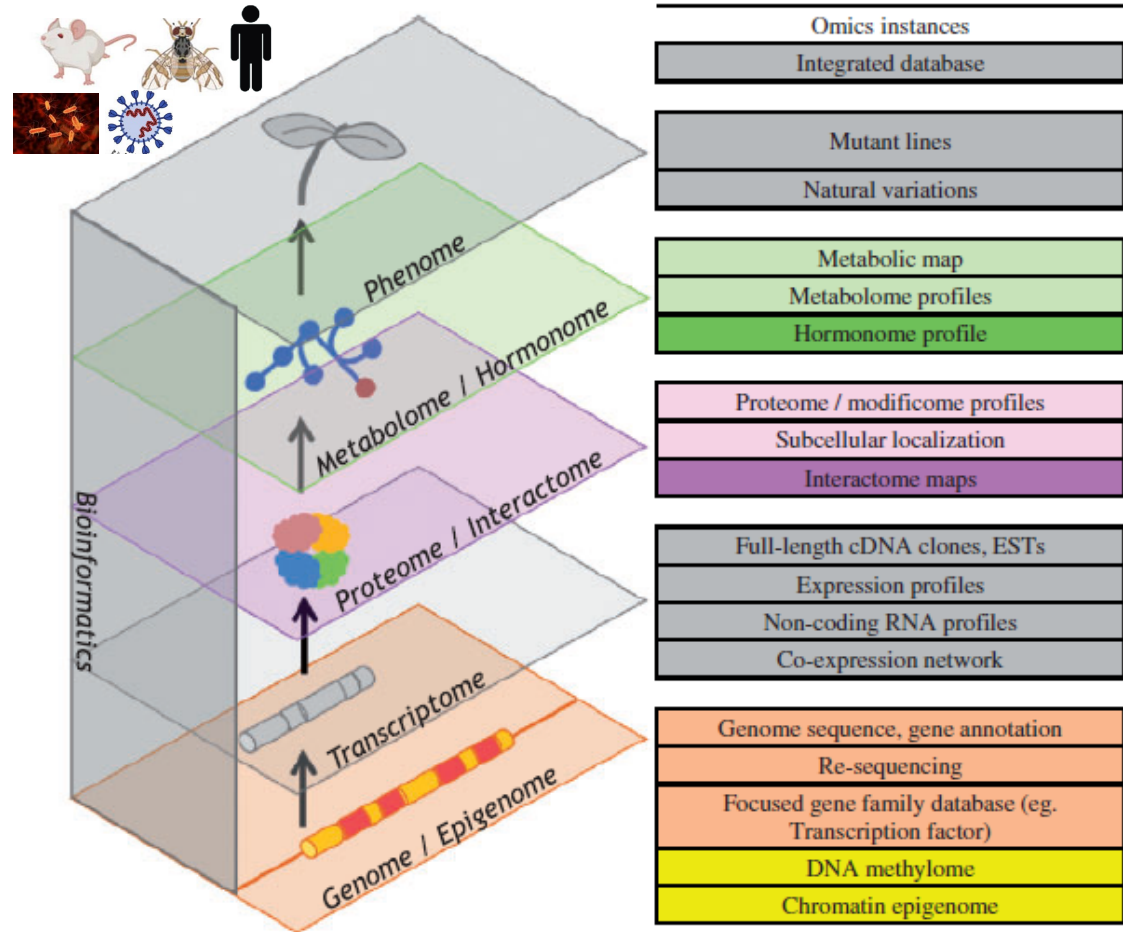 Omics instances
Integrated database
Mutant lines
Natural variations
Phenome
Metabolic map
Metabolome profiles
Hormonome profile
Metabolome / Hormonome
Proteome / modificome profiles
Subcellular localization
Interactome maps
Proteome / Interactome
Bioinformatics
Full-length cDNA clones, ESTs
Expression profiles
Non-coding RNA profiles
Co-expression network
Transcriptome
Genome sequence, gene annotation
Re-sequencing
Focused gene family database (eg.
Transcription factor)
DNA methylome
Chromatin epigenome
Genome / Epigenome